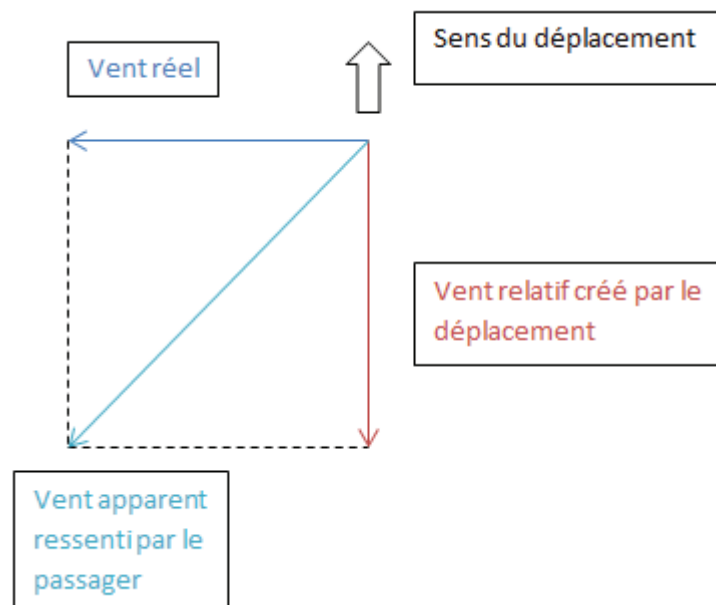 Sens du déplacement
Vent réel
Vent relatif créé par le
déplacement
Vent apparent
ressenti par le
passager